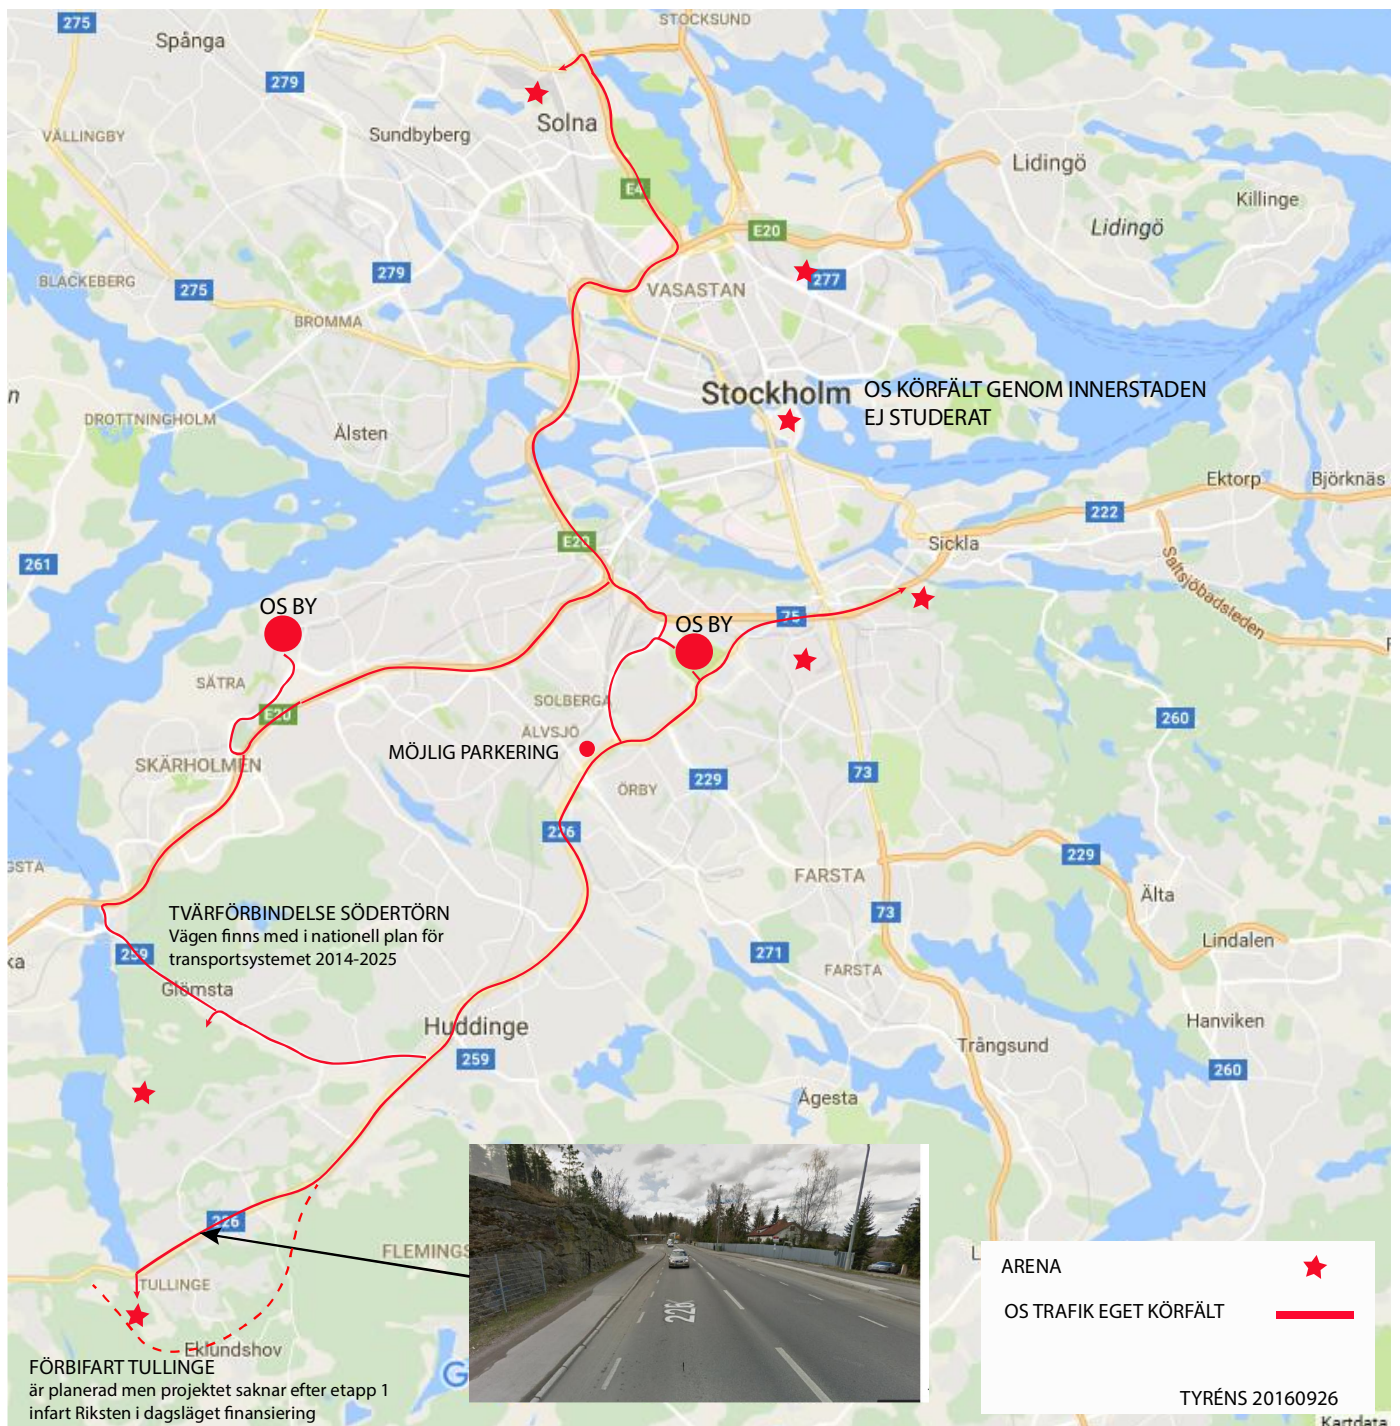 275
Spånga
STOCKSUND
279
VÄLLINGBY
Sundbyberg
Solna
E4
Lidingö
Killinge
Lidingö
E20
BLACKEBERG
275
279
277
VASASTAN
BROMMA
Stockholm
OS KÖRFÄLT GENOM INNERSTADEN
EJ STUDERAT
DROTTNINGHOLM
Älsten
Ektorp
Björknäs
222
E20
Sickla
261
Saltsjöbadsleden
OS BY
OS BY
75
SÄTRA
SOLBERGA
E20
ÄLVSJÖ
260
MÖJLIG PARKERING
SKÄRHOLMEN
229
73
ÖRBY
226
229
FARSTA
Älta
TVÄRFÖRBINDELSE SÖDERTÖRN
Vägen finns med i nationell plan för
transportsystemet 2014-2025
73
259
271
Lindalen
FARSTA
Glömsta
Huddinge
Hanviken
259
Trångsund
260
Ägesta
226
226
FLEMINGS
TULLINGE
ARENA
OS TRAFIK EGET KÖRFÄLT
Eklundshov
FÖRBIFART TULLINGE
är planerad men projektet saknar efter etapp 1
infart Riksten i dagsläget finansiering
TYRÉNS 20160926
Kartdata